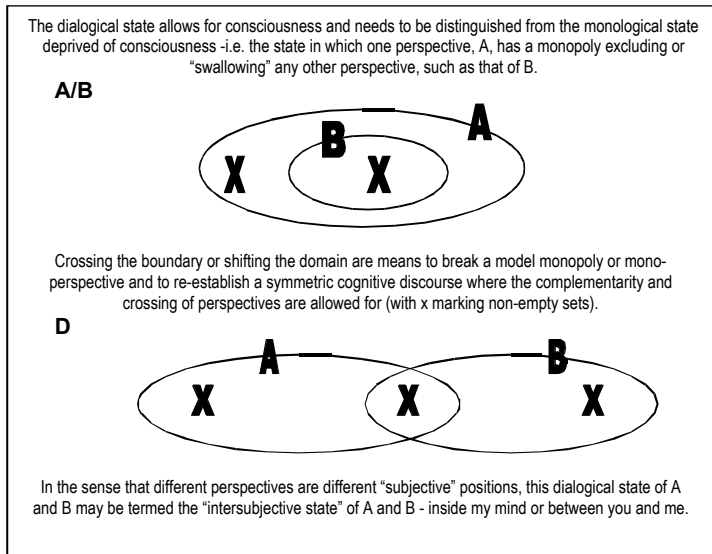 The dialogical state allows for consciousness and needs to be distinguished from the monological state
deprived of consciousness -i.e. the state in which one perspective, A, has a monopoly excluding or
“swallowing” any other perspective, such as that of B.
A/B
A
B
X X
Crossing the boundary or shifting the domain are means to break a model monopoly or mono-
perspective and to re-establish a symmetric cognitive discourse where the complementarity and
crossing of perspectives are allowed for (with x marking non-empty sets).
D
A B
X X X
In the sense that different perspectives are different “subjective” positions, this dialogical state of A
and B may be termed the “intersubjective state” of A and B - inside my mind or between you and me.